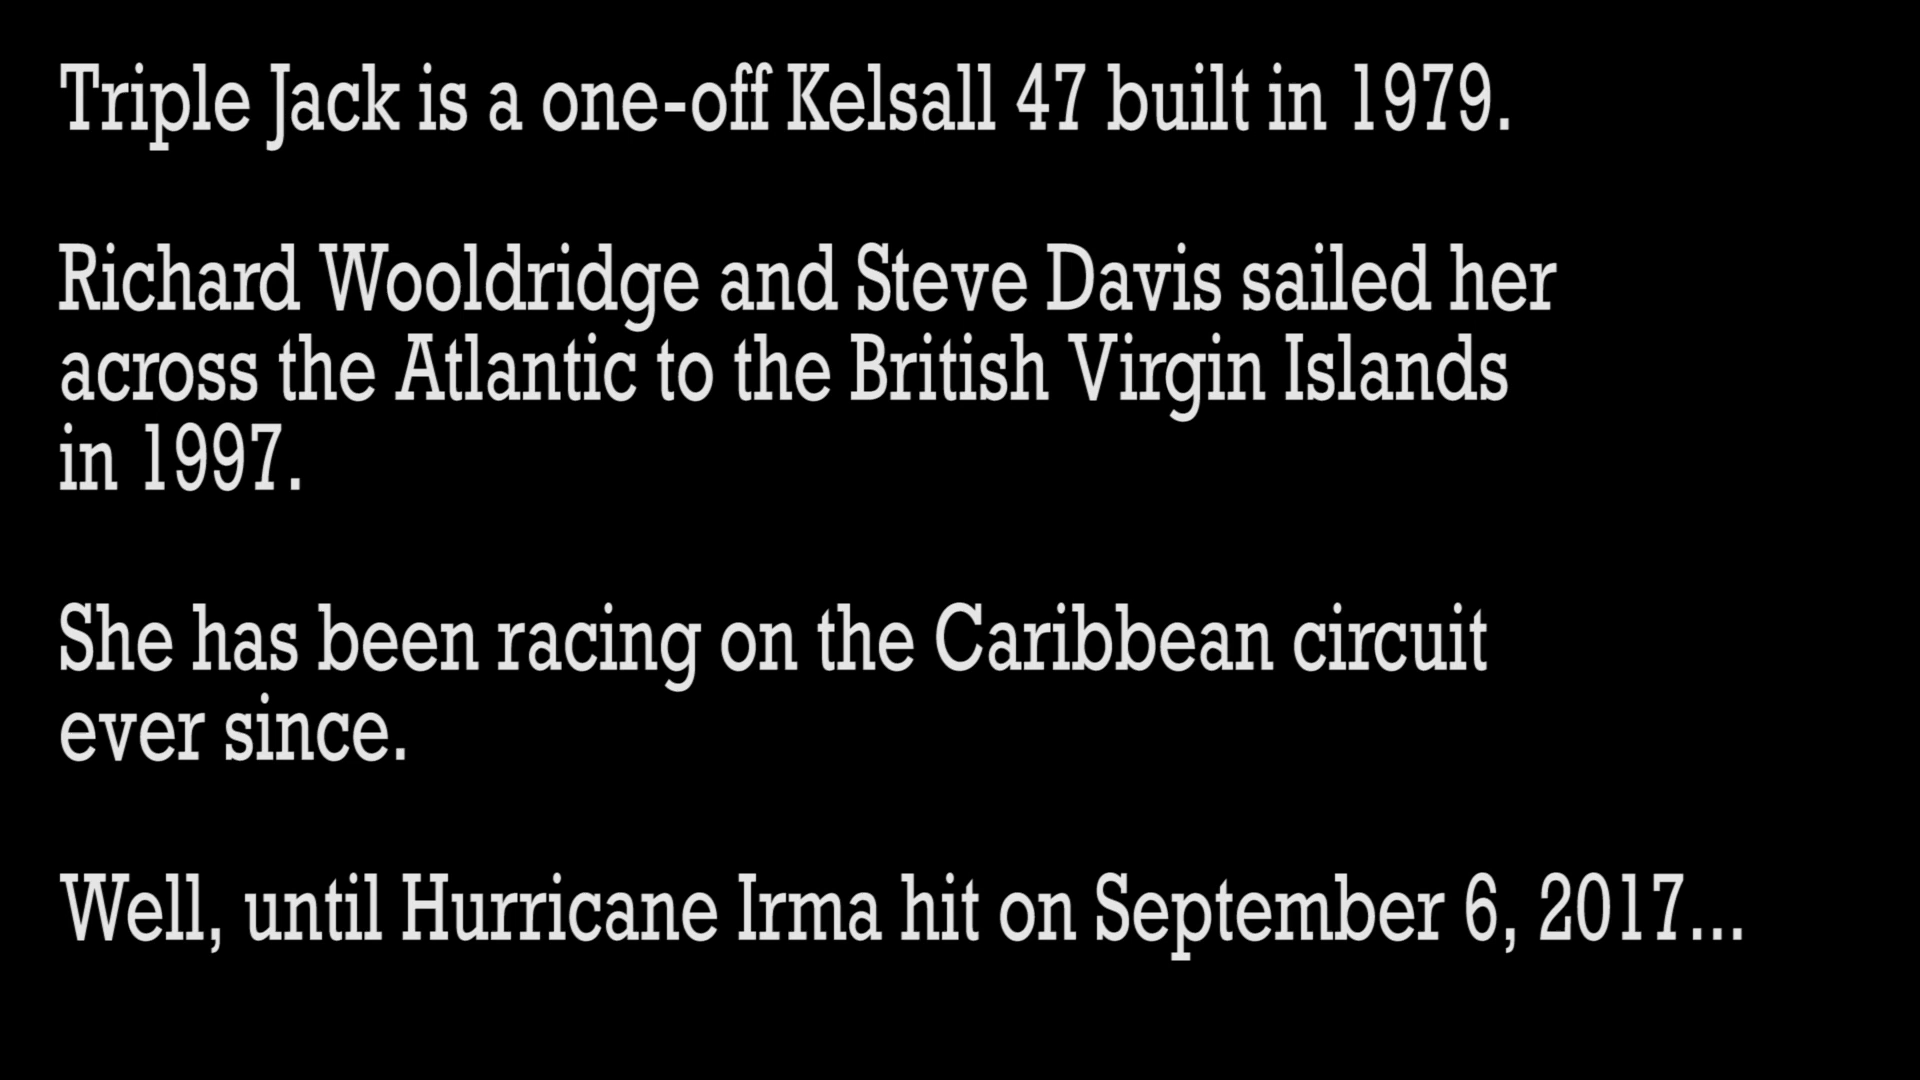 Triple Jack is a one-off Kelsall 47 built in 1979.
Richard Wooldridge and Steve Davis sailed her
across the Atlantic to the British Virgin Islands
in 1997.
She has been racing on the Caribbean circuit
ever since.
Well, until Hurricane Irma hit on September 6, 2017...